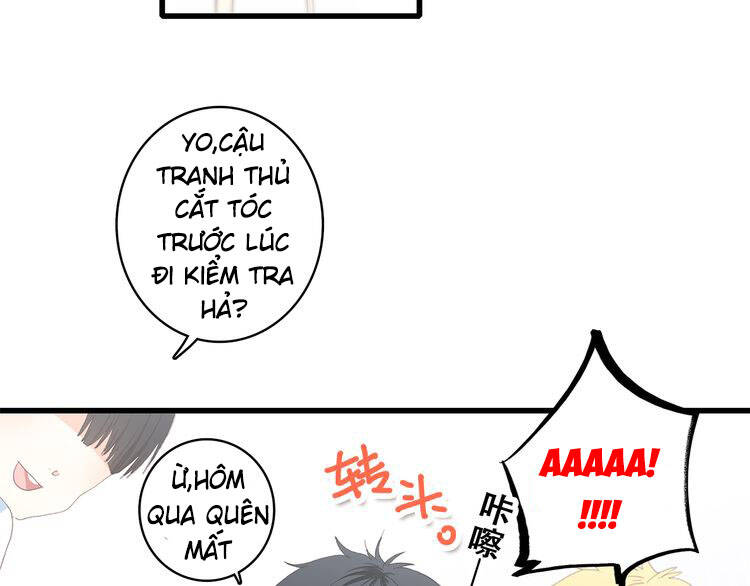 YO,CẬU
TRANH THỦ
CẮT TÓC
TRƯỚC LÚC
ĐI KIỂM TRA
HẢ?
AAAAA!
!!!!
Ừ,HÔM
QUA QUÊN
MẤT
转头。
咔嚓